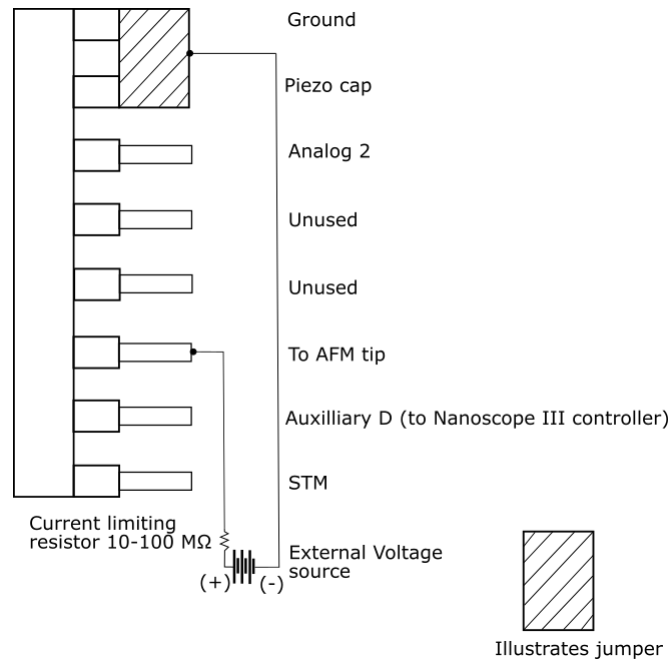 Ground
Piezo cap
Analog 2
Unused
Unused
To AFM tip
Auxilliary D (to Nanoscope III controller)
STM
Current limiting
resistor 10-100 MΩ
External Voltage
source
(+)
(-)
Illustrates jumper